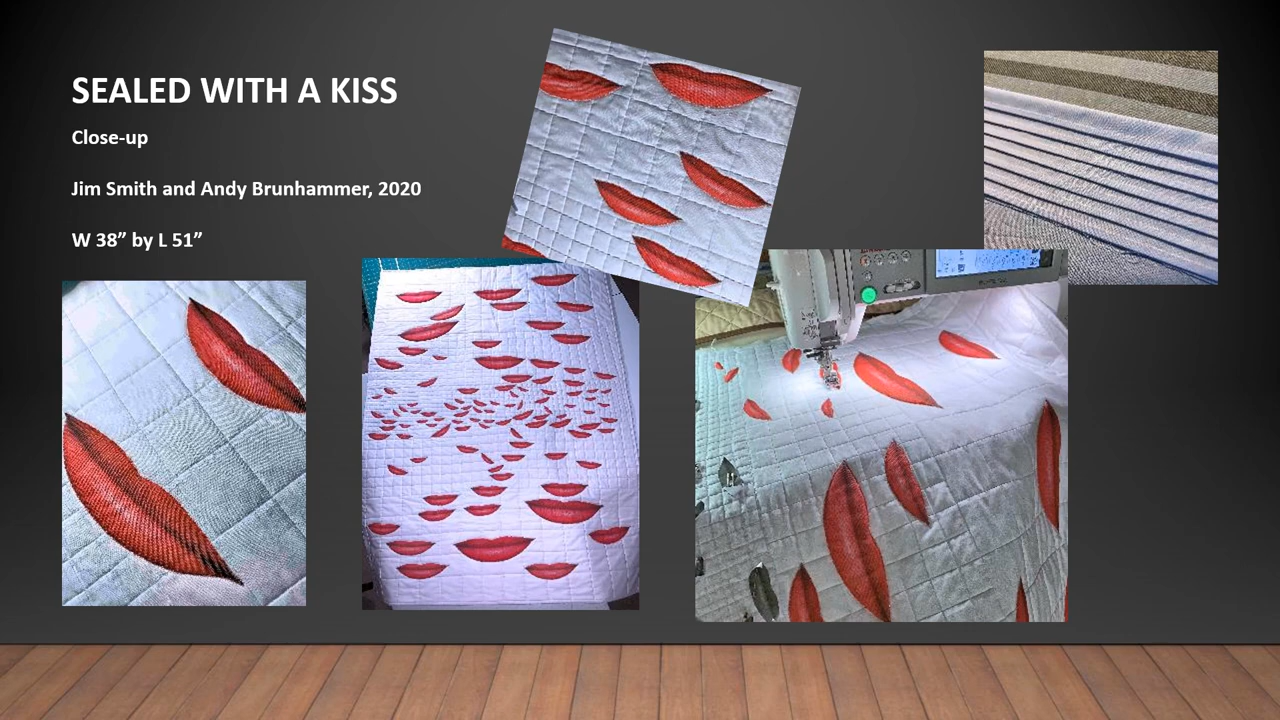 SEALED WITH A KISS
Close-up
Jim Smith and Andy Brunhammer, 2020
W 38” by L 51”